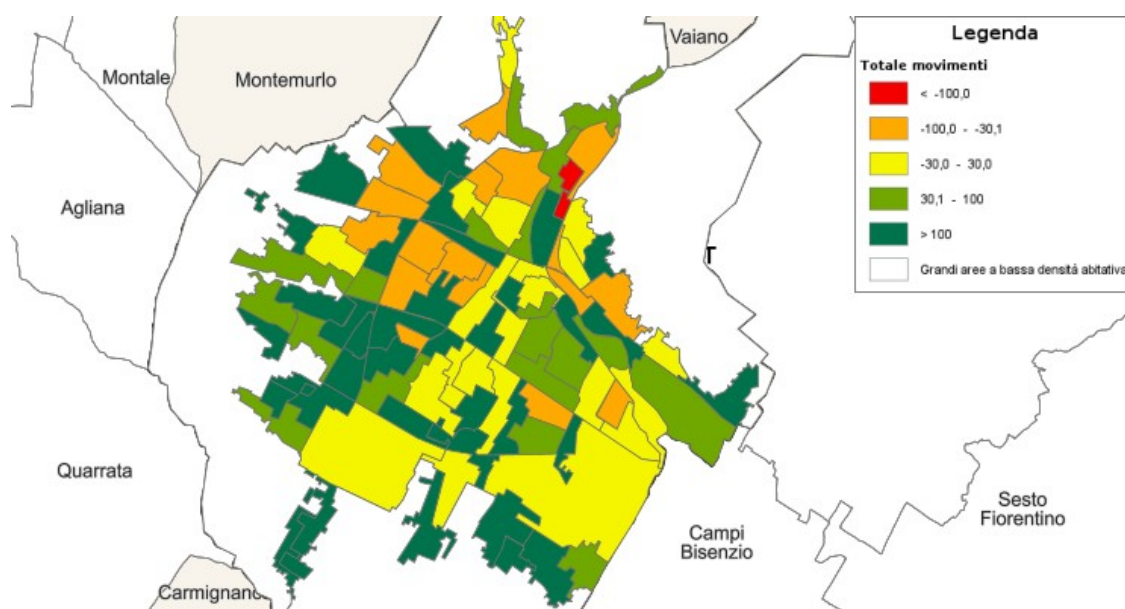 Vaiano
Montale
Montemurlo
Agliana
Quarrata
Carmignano
Campi
Bisenzio
Sesto
Fiorentino
T
Legenda
Totale movimenti
< -100,0
-100,0 - -30,1
-30,0 - 30,0
30,1 - 100
> 100
Grandi aree a bassa densitá abitativa